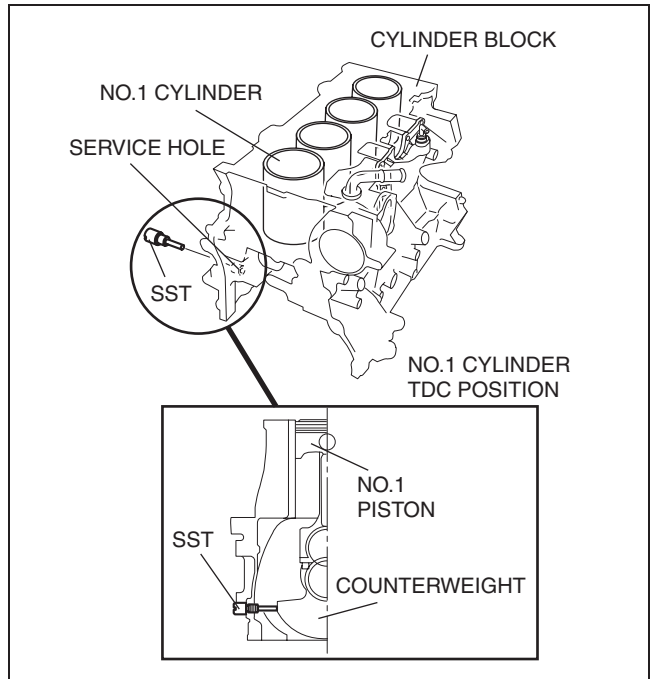 CYLINDER BLOCK
NO.1 CYLINDER
SERVICE HOLE
SST
NO.1 CYLINDER
TDC POSITION
NO.1
PISTON
SST
COUNTERWEIGHT